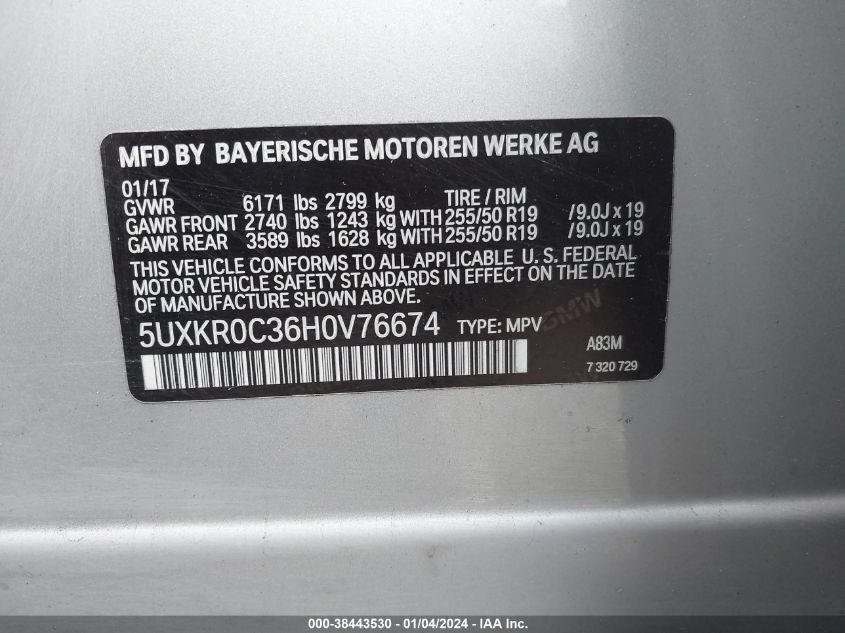 MFD BY BAYERISCHE MOTOREN WERKE AG
01/17
GVWR 6171 lbs 2799 kg TIRE / RIM
GAWR FRONT 2740 lbs 1243 kg WITH 255/50 R19 /9.0J x 19
GAWR REAR 3589 lbs 1628 kg WITH 255/50 R19 /9.0J x 19
THIS VEHICLE CONFORMS TO ALL APPLICABLE U. S. FEDERAL
MOTOR VEHICLE SAFETY STANDARDS IN EFFECT ON THE DATE
OF MANUFACTURE SHOWN ABOVE.
5UXKR0C36H0V76674 TYPE: MPV
BMW
A83M
7 320 729
000-38443530 - 01/04/2024 - IAA Inc.